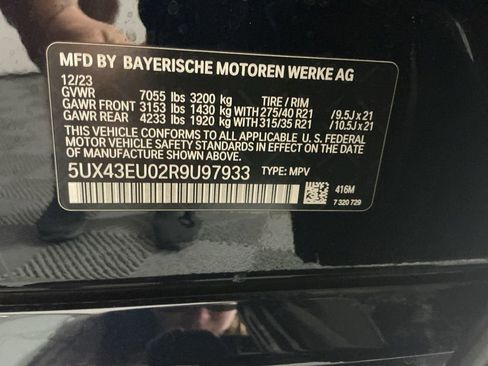 MFD BY BAYERISCHE MOTOREN WERKE AG
12/23
GVWR 7055 lbs 3200 kg TIRE / RIM
GAWR FRONT 3153 lbs 1430 kg WITH 275/40 R21 /9.5J x 21
GAWR REAR 4233 lbs 1920 kg WITH 315/35 R21 /10.5J x 21
THIS VEHICLE CONFORMS TO ALL APPLICABLE U. S. FEDERAL
MOTOR VEHICLE SAFETY STANDARDS IN EFFECT ON THE
DATE OF MANUFACTURE SHOWN ABOVE.
5UX43EU02R9U97933 TYPE: MPV
416M
7 320 729